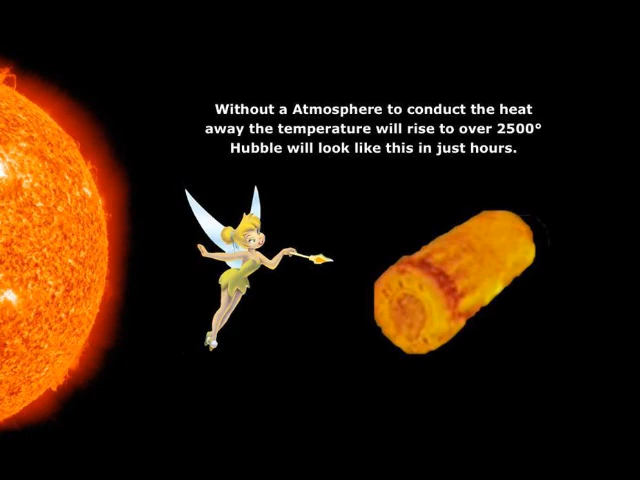 Without a Atmosphere to conduct the heat
away the temperature will rise to over 2500°
Hubble will look like this in just hours.